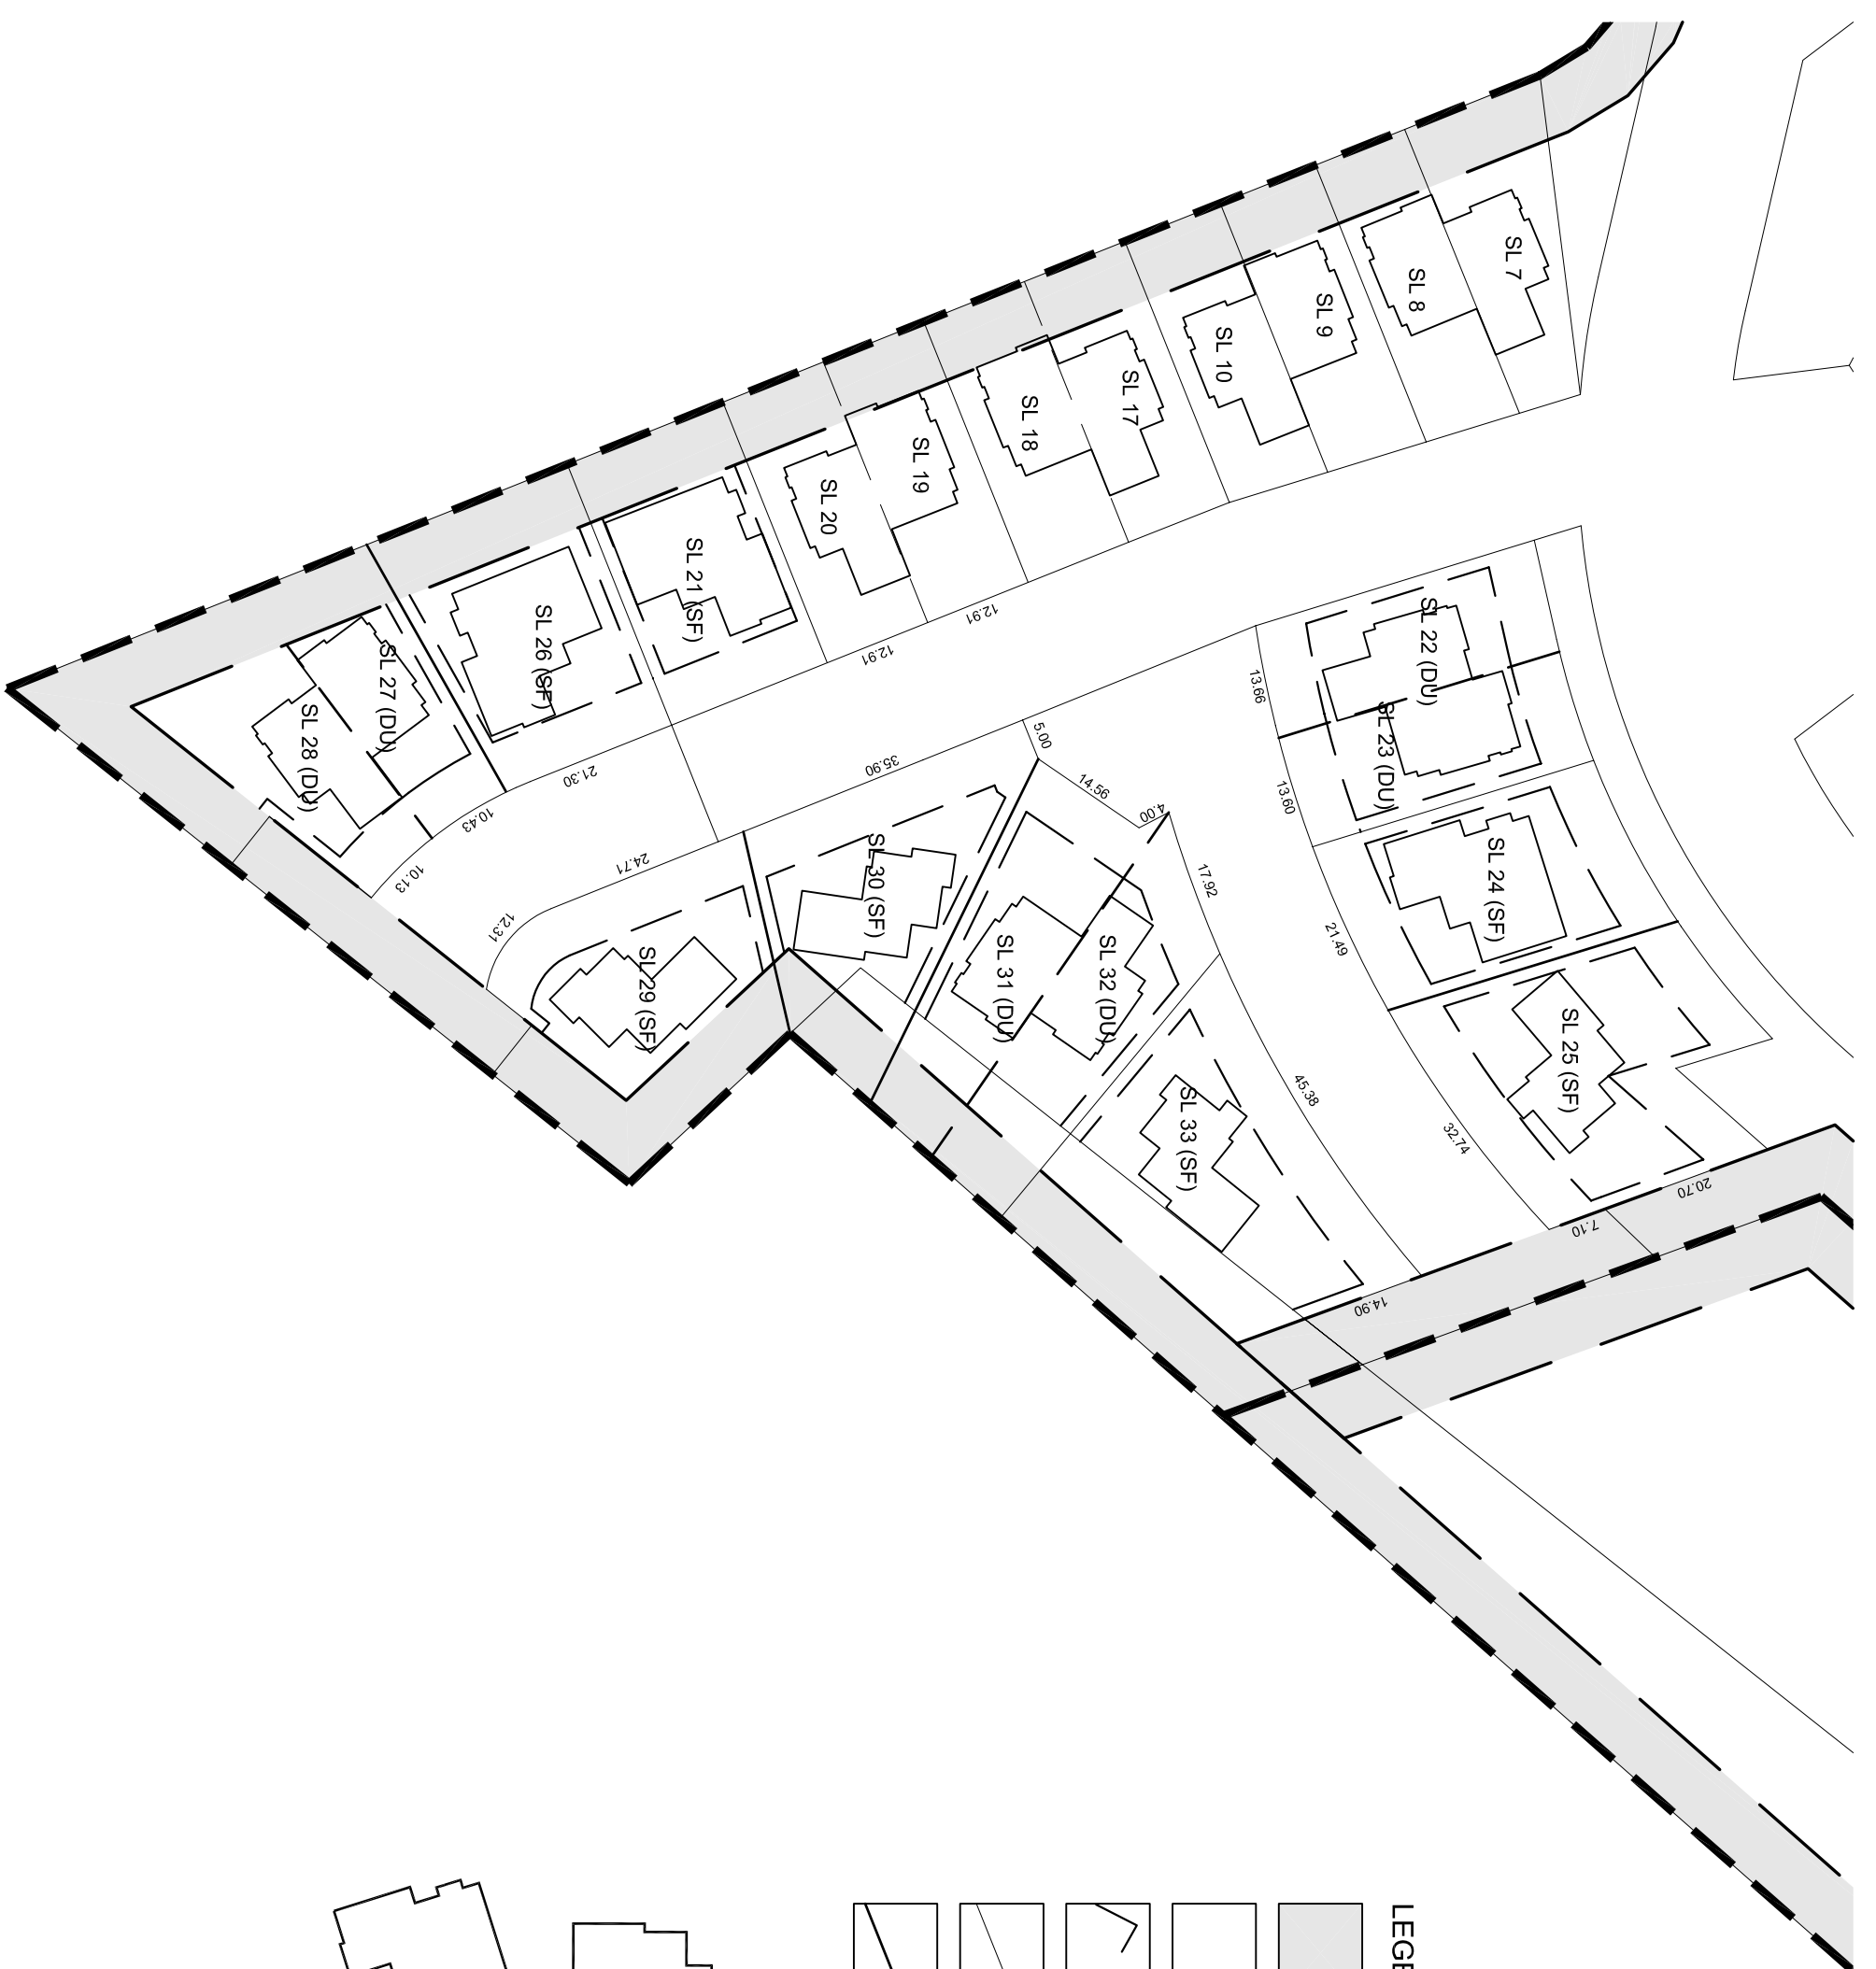 SL 7
SL 8
SL 9
SL 10
SL 17
SL 18
SL 19
SL 20
SL 21 (SF)
SL 26 (SF)
SL 27 (DU)
SL 28 (DU)
12.91
12.91
21.30
10.43
10.13
35.90
24.71
12.31
5.00
14.56
4.00
17.92
45.38
13.66
13.60
21.49
32.74
SL 22 (DU)
SL 23 (DU)
SL 24 (SF)
SL 25 (SF)
SL 29 (SF)
SL 30 (SF)
SL 31 (DU)
SL 32 (DU)
SL 33 (SF)
20.70
7.10
14.90
LEGE